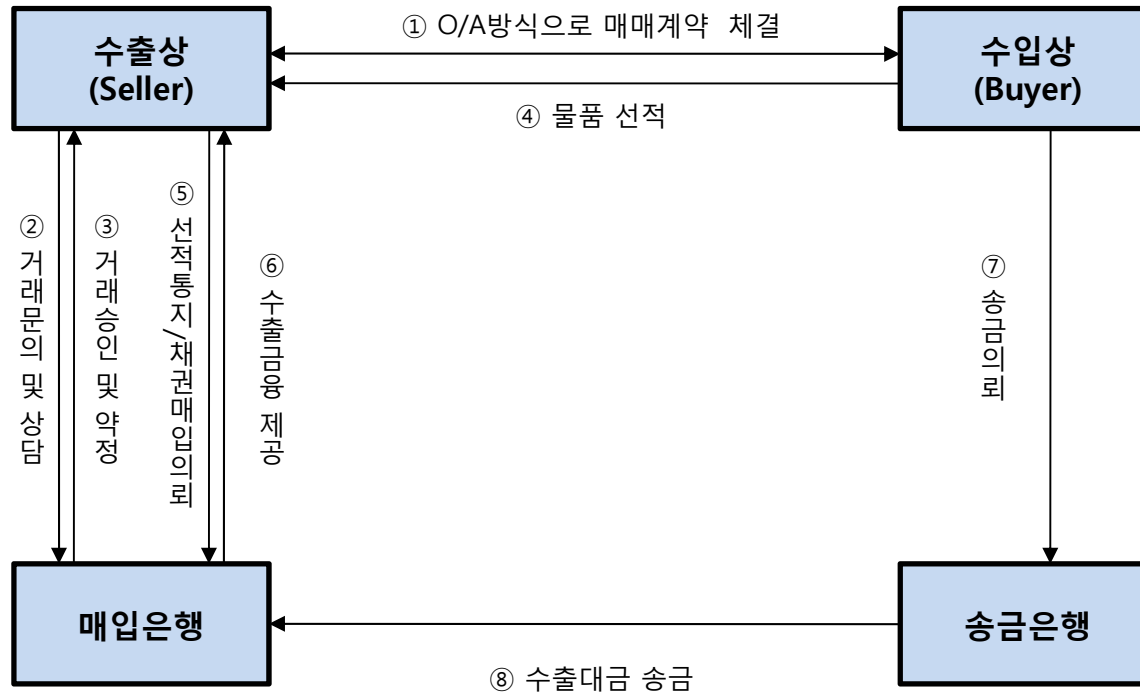 수출상
(Seller)
① O/A방식으로 매매계약 체결
수입상
(Buyer)
④ 물품 선적
② 거래문의 및 상담
③ 거래승인 및 약정
⑤ 선적통지/채권매입의뢰
⑥ 수출금융 제공
⑦ 송금의뢰
매입은행
송금은행
⑧ 수출대금 송금